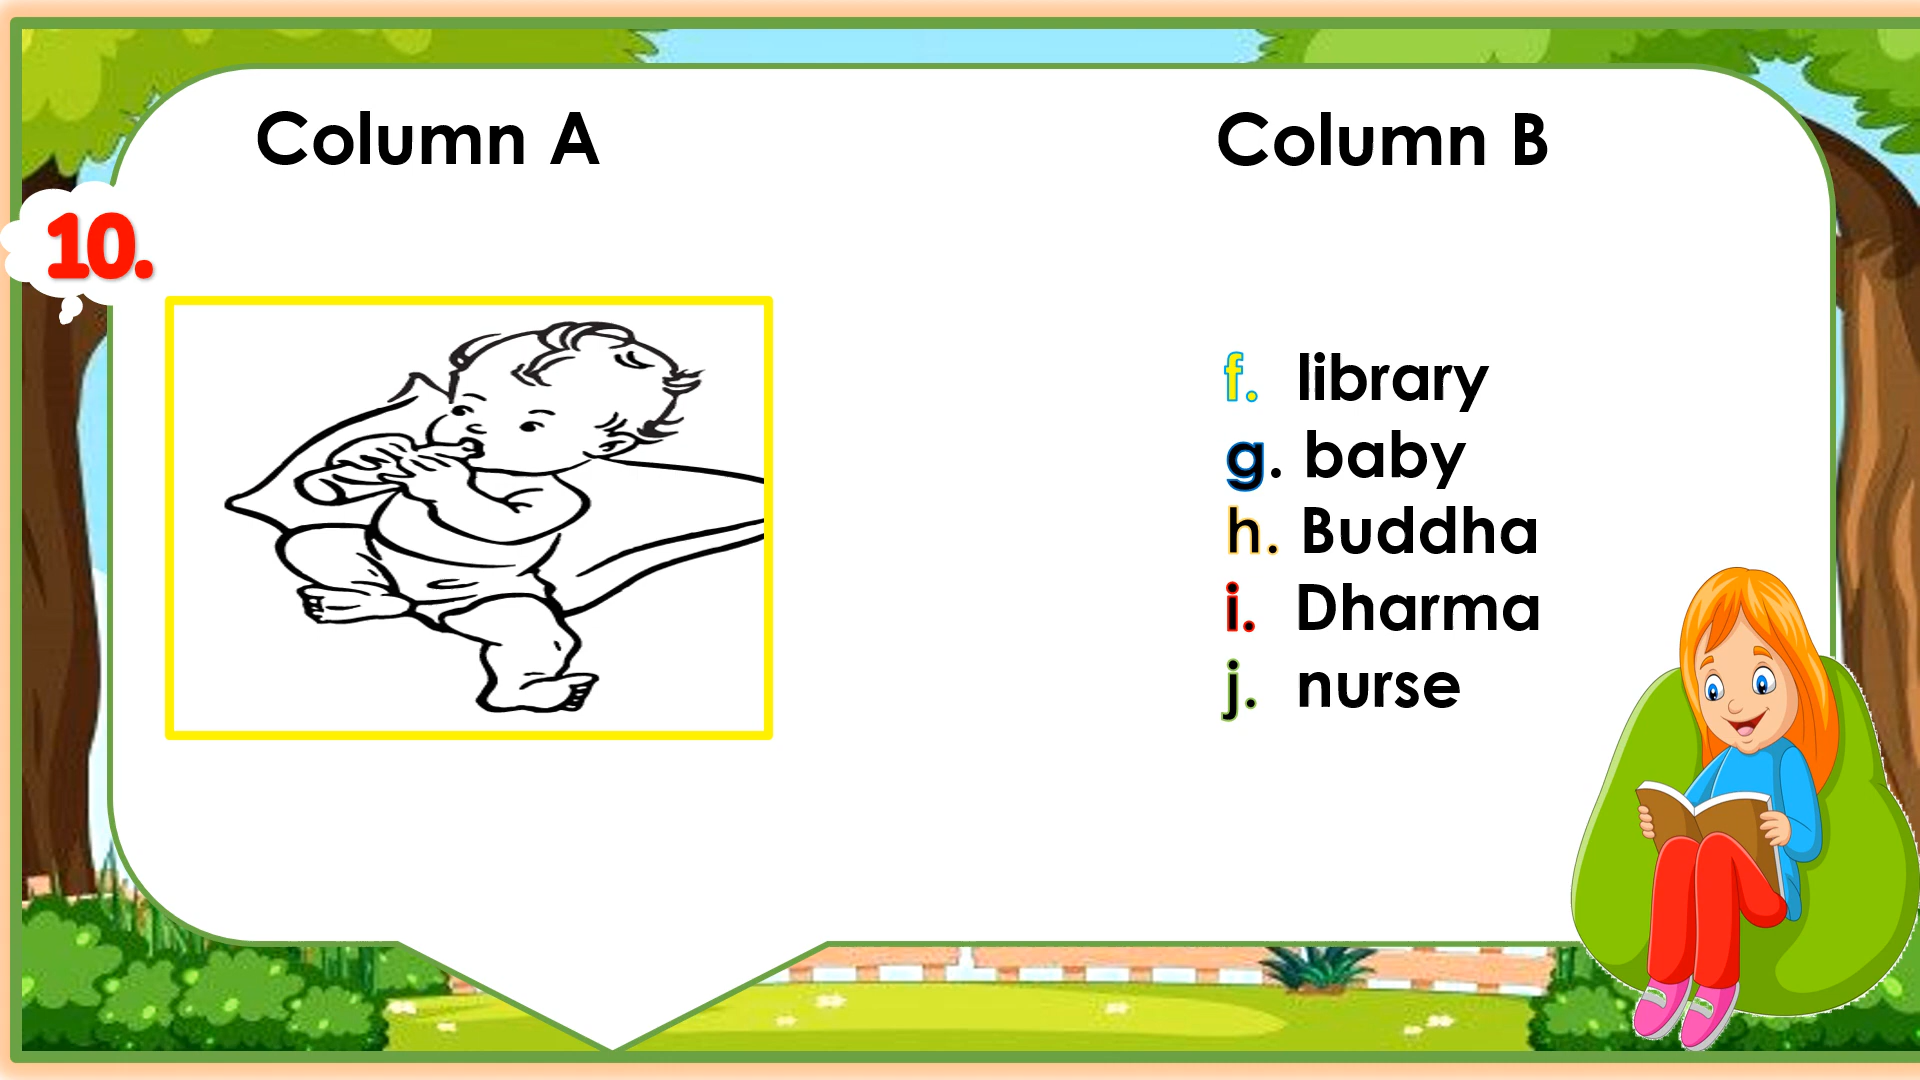 Column A
Column B
10.
f. library
g. baby
h. Buddha
i. Dharma
j. nurse